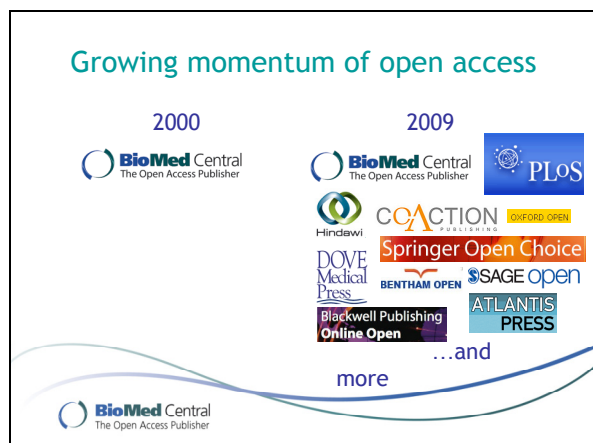 Growing momentum of open access
2000
2009
BioMed Central
The Open Access Publisher
BioMed Central
The Open Access Publisher
PLoS
Hindawi
COACTION
PUBLISHING
OXFORD OPEN
Springer Open Choice
DOVE
Medical
Press
BENTHAM OPEN
SAGE open
Blackwell Publishing
Online Open
ATLANTIS
PRESS
...and
more
BioMed Central
The Open Access Publisher